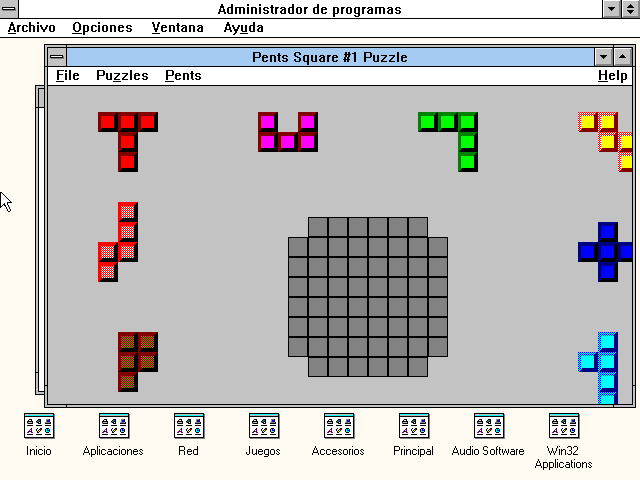 Administrador de programas
Archivo Opciones Ventana Ayuda
Pents Square #1 Puzzle
File Puzzles Pents Help
Inicio Aplicaciones Red Juegos Accesorios Principal Audio Software Win32 Applications